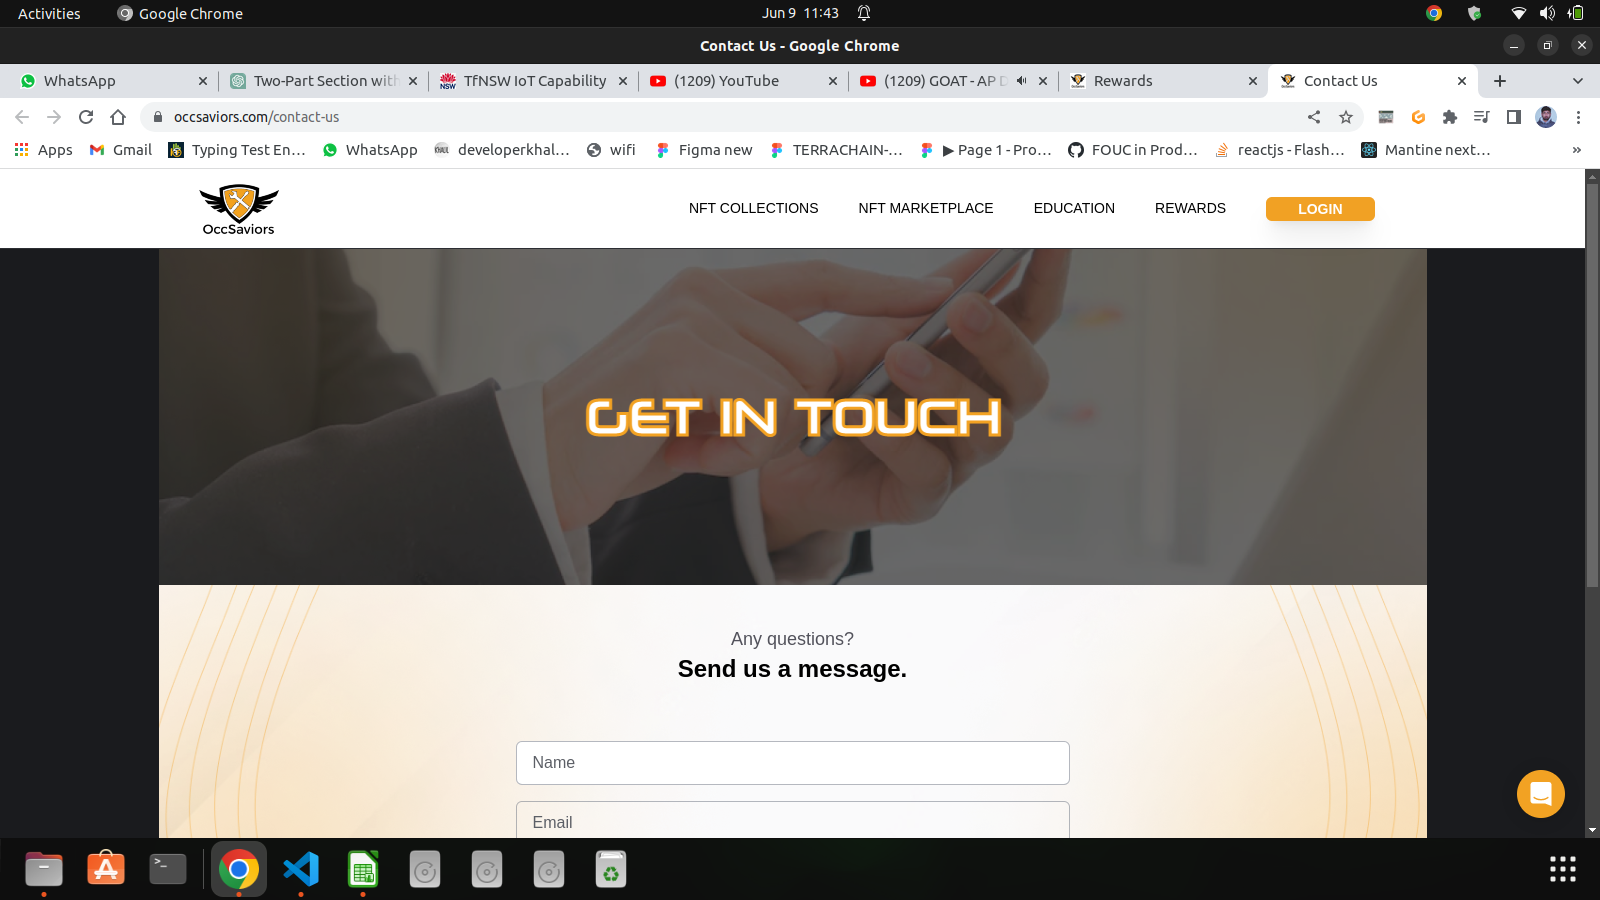 Activities
Google Chrome
Jun 9 11:43
Contact Us - Google Chrome
WhatsApp
Two-Part Section with
TfNSW IoT Capability
(1209) YouTube
(1209) GOAT - AP D
Rewards
Contact Us
occsaviors.com/contact-us
Apps
Gmail
Typing Test En…
WhatsApp
developerkhal…
wifi
Figma new
TERRACHAIN-…
▶ Page 1 - Pro…
FOUC in Prod…
reactjs - Flash…
Mantine next…
»
OccSaviors
NFT COLLECTIONS
NFT MARKETPLACE
EDUCATION
REWARDS
LOGIN
GET IN TOUCH
Any questions?
Send us a message.
Name
Email